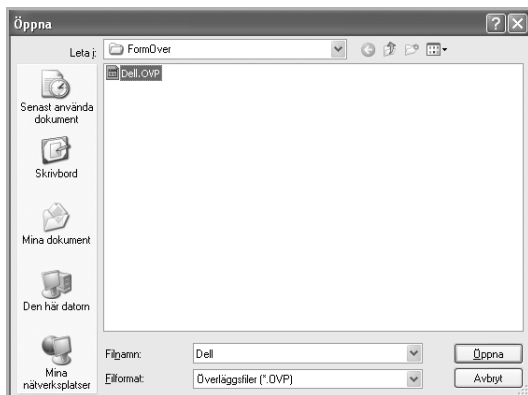 Öppna
Leta i:
FormOver
Dell.OVP
Senast använda
dokument
Skrivbord
Mina dokument
Den här datorn
Mina
nätverksplatser
Filnamn:
Dell
Öppna
Filformat:
Överläggsfiler (*.OVP)
Avbryt